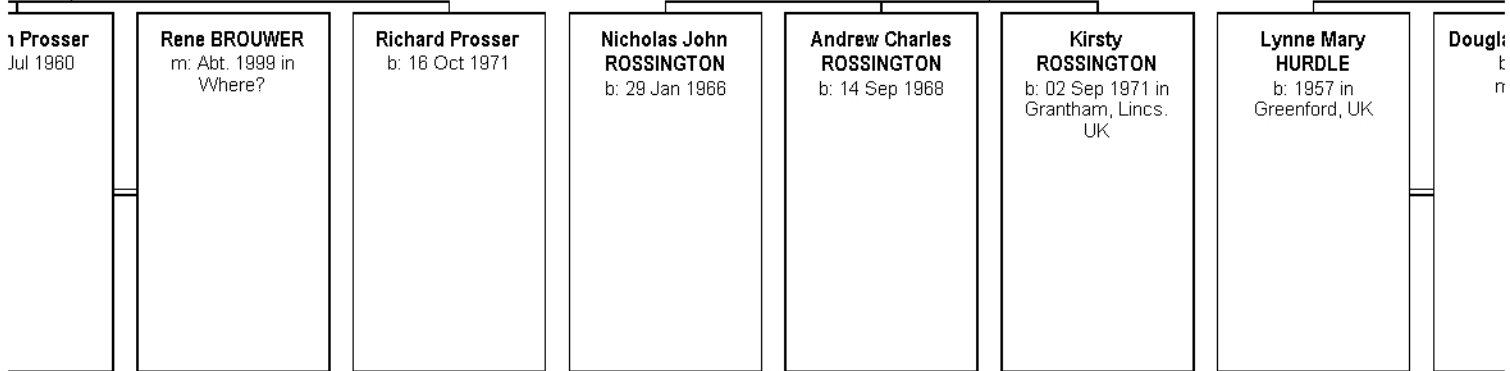 Prosser
Jul 1960
Rene BROUWER
m: Abt. 1999 in
Where?
Richard Prosser
b: 16 Oct 1971
Nicholas John
ROSSINGTON
b: 29 Jan 1966
Andrew Charles
ROSSINGTON
b: 14 Sep 1968
Kirsty
ROSSINGTON
b: 02 Sep 1971 in
Grantham, Lincs.
UK
Lynne Mary
HURDLE
b: 1957 in
Greenford, UK